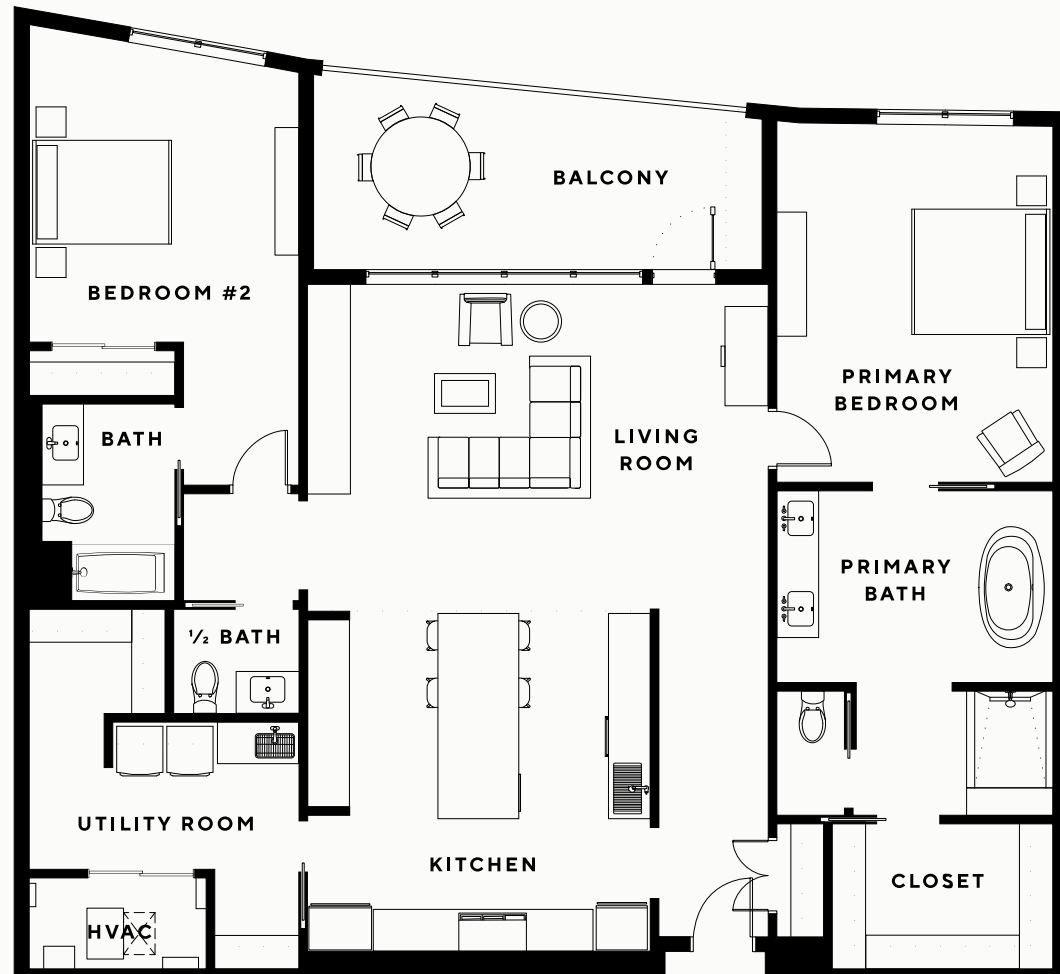 BALCONY
BEDROOM #2
PRIMARY
BEDROOM
BATH
LIVING
ROOM
PRIMARY
BATH
½ BATH
UTILITY ROOM
KITCHEN
CLOSET
HVAC